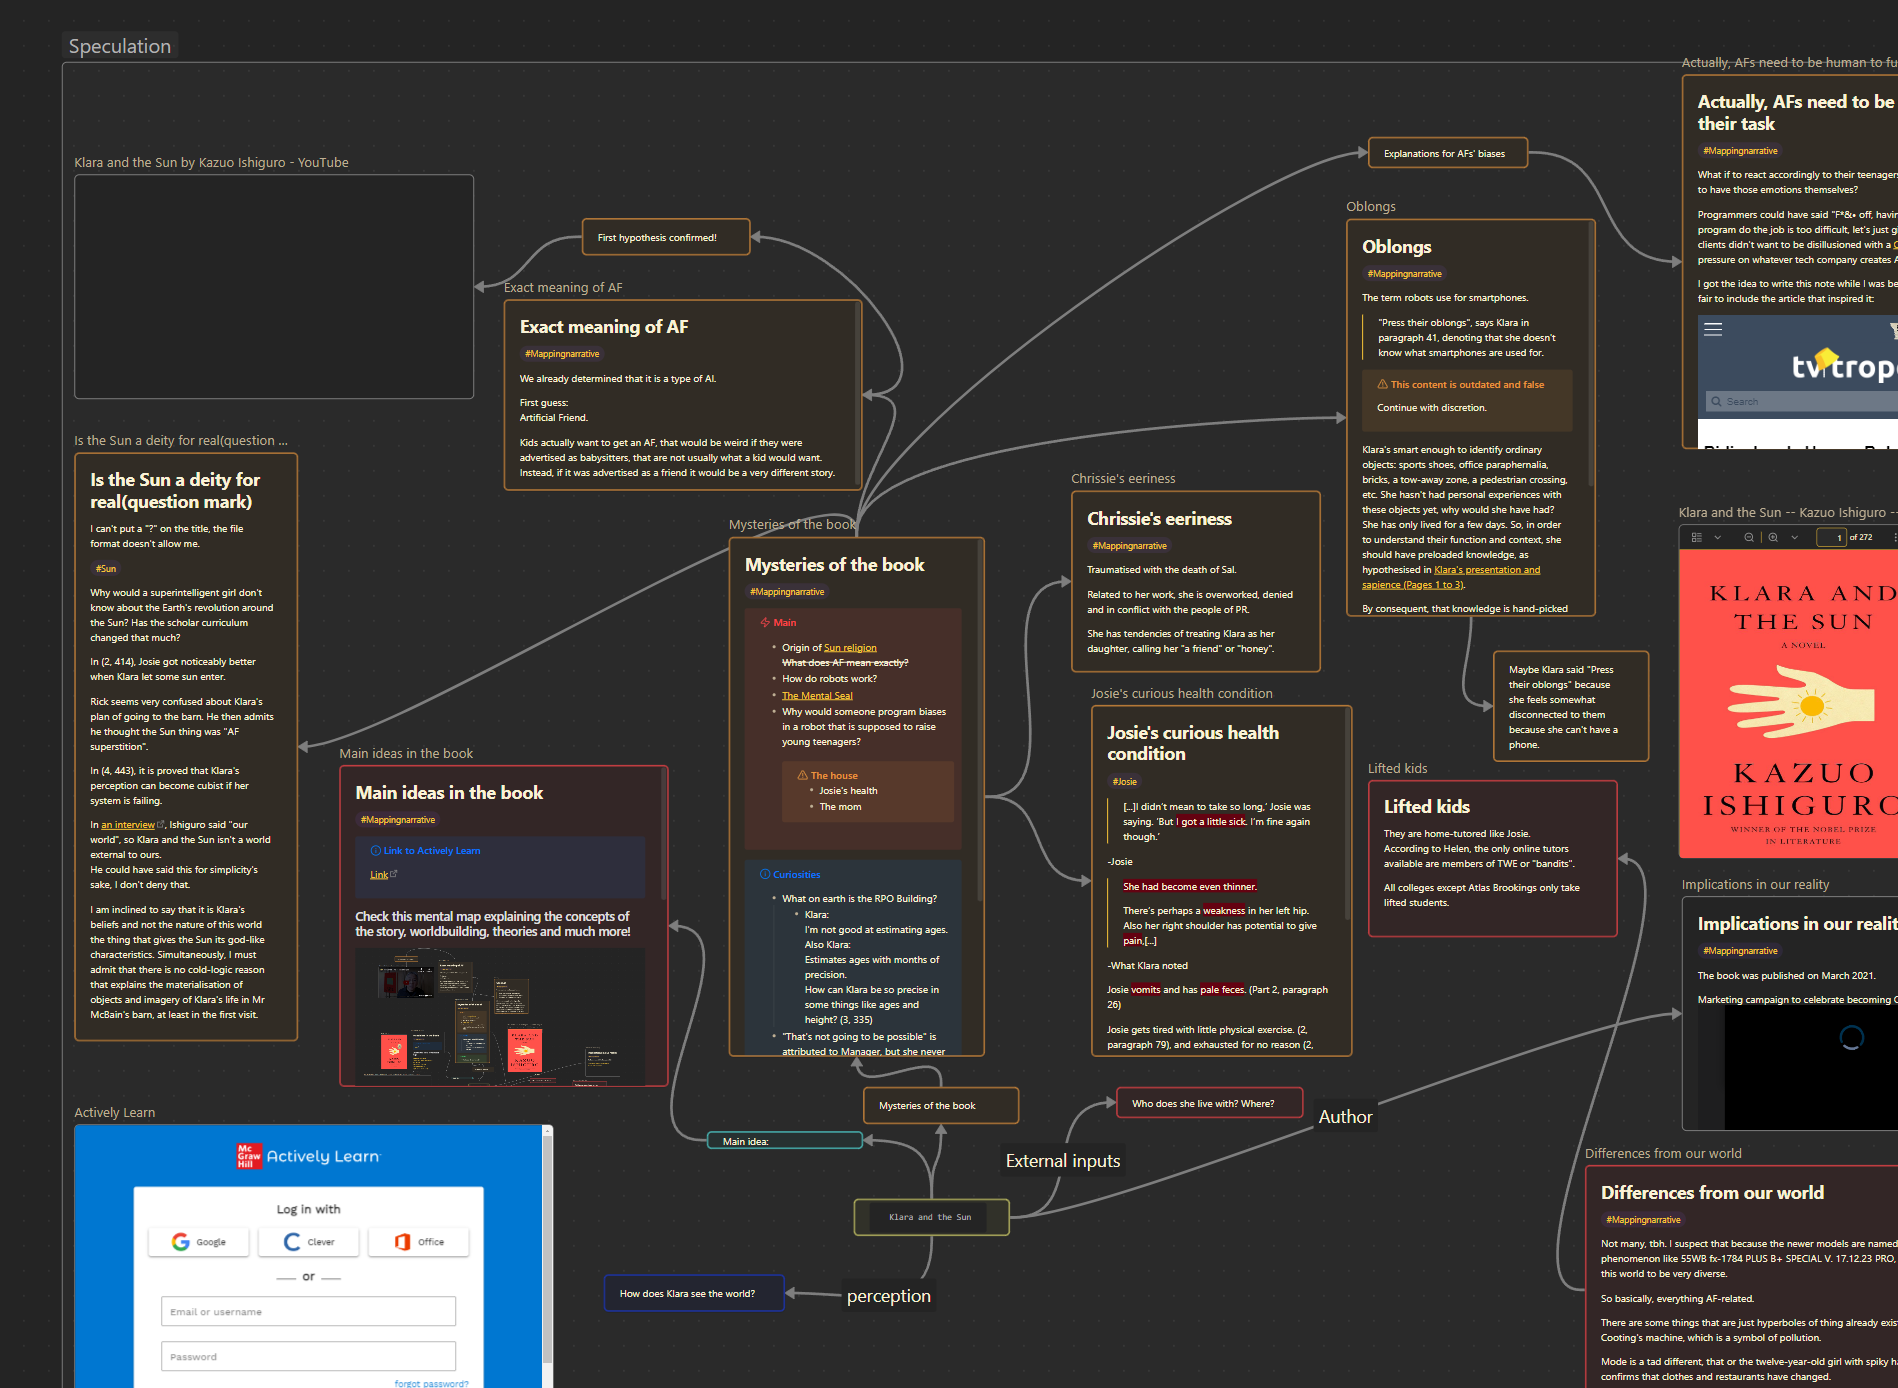 Speculation
Klara and the Sun by Kazuo Ishiguro - YouTube
First hypothesis confirmed!
Exact meaning of AF
Exact meaning of AF
#Mappingnarrative
We already determined that it is a type of AI.
First guess:
Artificial Friend.
Kids actually want to get an AF, that would be weird if they were
advertised as babysitters, that are not usually what a kid would want.
Instead, if it was advertised as a friend it would be a very different story.
Is the Sun a deity for real(question ...
Is the Sun a deity for
real(question mark)
I can't put a "?" on the title, the file
format doesn't allow me.
#Sun
Why would a superintelligent girl don't
know about the Earth's revolution around
the Sun? Has the scholar curriculum
changed that much?
In (2, 414), Josie got noticeably better
when Klara let some sun enter.
Rick seems very confused about Klara's
plan of going to the barn. He then admits
he thought the Sun thing was "AF
superstition".
In (4, 443), it is proved that Klara's
perception can become cubist if her
system is failing.
In an interview, Ishiguro said "our
world", so Klara and the Sun isn't a world
external to ours.
He could have said this for simplicity's
sake, I don't deny that.
I am inclined to say that it is Klara's
beliefs and not the nature of this world
the thing that gives the Sun its god-like
characteristics. Simultaneously, I must
admit that there is no cold-logic reason
that explains the materialisation of
objects and imagery of Klara's life in Mr
McBain's barn, at least in the first visit.
Main ideas in the book
Main ideas in the book
#Mappingnarrative
Link to Actively Learn
Link
Check this mental map explaining the concepts of
the story, worldbuilding, theories and much more!
Mysteries of the book
Mysteries of the book
#Mappingnarrative
Main
• Origin of Sun religion
What does AF mean exactly?
• How do robots work?
• The Mental Seal
• Why would someone program biases
in a robot that is supposed to raise
young teenagers?
The house
• Josie's health
• The mom
Curiosities
• What on earth is the RPO Building?
• Klara:
I'm not good at estimating ages.
Also Klara:
Estimates ages with months of
precision.
How can Klara be so precise in
some things like ages and
height? (3, 335)
• "That's not going to be possible" is
attributed to Manager, but she never
Chrissie's eeriness
Chrissie's eeriness
#Mappingnarrative
Traumatised with the death of Sal.
Related to her work, she is overworked, denied
and in conflict with the people of PR.
She has tendencies of treating Klara as her
daughter, calling her "a friend" or "honey".
Josie's curious health condition
Josie's curious health
condition
#Josie
[...]I didn't mean to take so long,' Josie was
saying. 'But I got a little sick. I'm fine again
though.'
-Josie
She had become even thinner.
There's perhaps a weakness in her left hip.
Also her right shoulder has potential to give
pain.[...]
-What Klara noted
Josie vomits and has pale feces. (Part 2, paragraph
26)
Josie gets tired with little physical exercise. (2,
paragraph 79), and exhausted for no reason (2,
Explanations for AFs' biases
Oblongs
Oblongs
#Mappingnarrative
The term robots use for smartphones.
"Press their oblongs", says Klara in
paragraph 41, denoting that she doesn't
know what smartphones are used for.
This content is outdated and false
Continue with discretion.
Klara's smart enough to identify ordinary
objects: sports shoes, office paraphernalia,
bricks, a tow-away zone, a pedestrian crossing,
etc. She hasn't had personal experiences with
these objects yet, why would she have had?
She has only lived for a few days. So, in order
to understand their function and context, she
should have preloaded knowledge, as
hypothesised in Klara's presentation and
sapience (Pages 1 to 3).
By consequent, that knowledge is hand-picked
Maybe Klara said "Press
their oblongs" because
she feels somewhat
disconnected to them
because she can't have a
phone.
Lifted kids
Lifted kids
They are home-tutored like Josie.
According to Helen, the only online tutors
available are members of TWE or "bandits".
All colleges except Atlas Brookings only take
lifted students.
Actually, AFs need to be human to fu
Actually, AFs need to be
their task
#Mappingnarrative
What if to react accordingly to their teenagers
to have those emotions themselves?
Programmers could have said "F*&• off, havin
program do the job is too difficult, let's just gi
clients didn't want to be disillusioned with a
pressure on whatever tech company creates A
I got the idea to write this note while I was be
fair to include the article that inspired it:
tvtrope
Search
Klara and the Sun -- Kazuo Ishiguro --
1 of 272
KLARA AND
THE SUN
A NOVEL
KAZUO
ISHIGURO
WINNER OF THE NOBEL PRIZE
IN LITERATURE
Implications in our reality
Implications in our realit
#Mappingnarrative
The book was published on March 2021.
Marketing campaign to celebrate becoming
Differences from our world
Differences from our world
#Mappingnarrative
Not many, tbh. I suspect that because the newer models are named
phenomenon like 55WB fx-1784 PLUS B+ SPECIAL V. 17.12.23 PRO,
this world to be very diverse.
So basically, everything AF-related.
There are some things that are just hyperboles of thing already exis
Cooting's machine, which is a symbol of pollution.
Mode is a tad different, that or the twelve-year-old girl with spiky ha
confirms that clothes and restaurants have changed.
Mysteries of the book
Main idea:
Who does she live with? Where?
Author
External inputs
Klara and the Sun
How does Klara see the world?
perception
Actively Learn
Mc
Graw
Hill
Actively Learn
Log in with
Google
Clever
Office
or
Email or username
Password
forgot password?